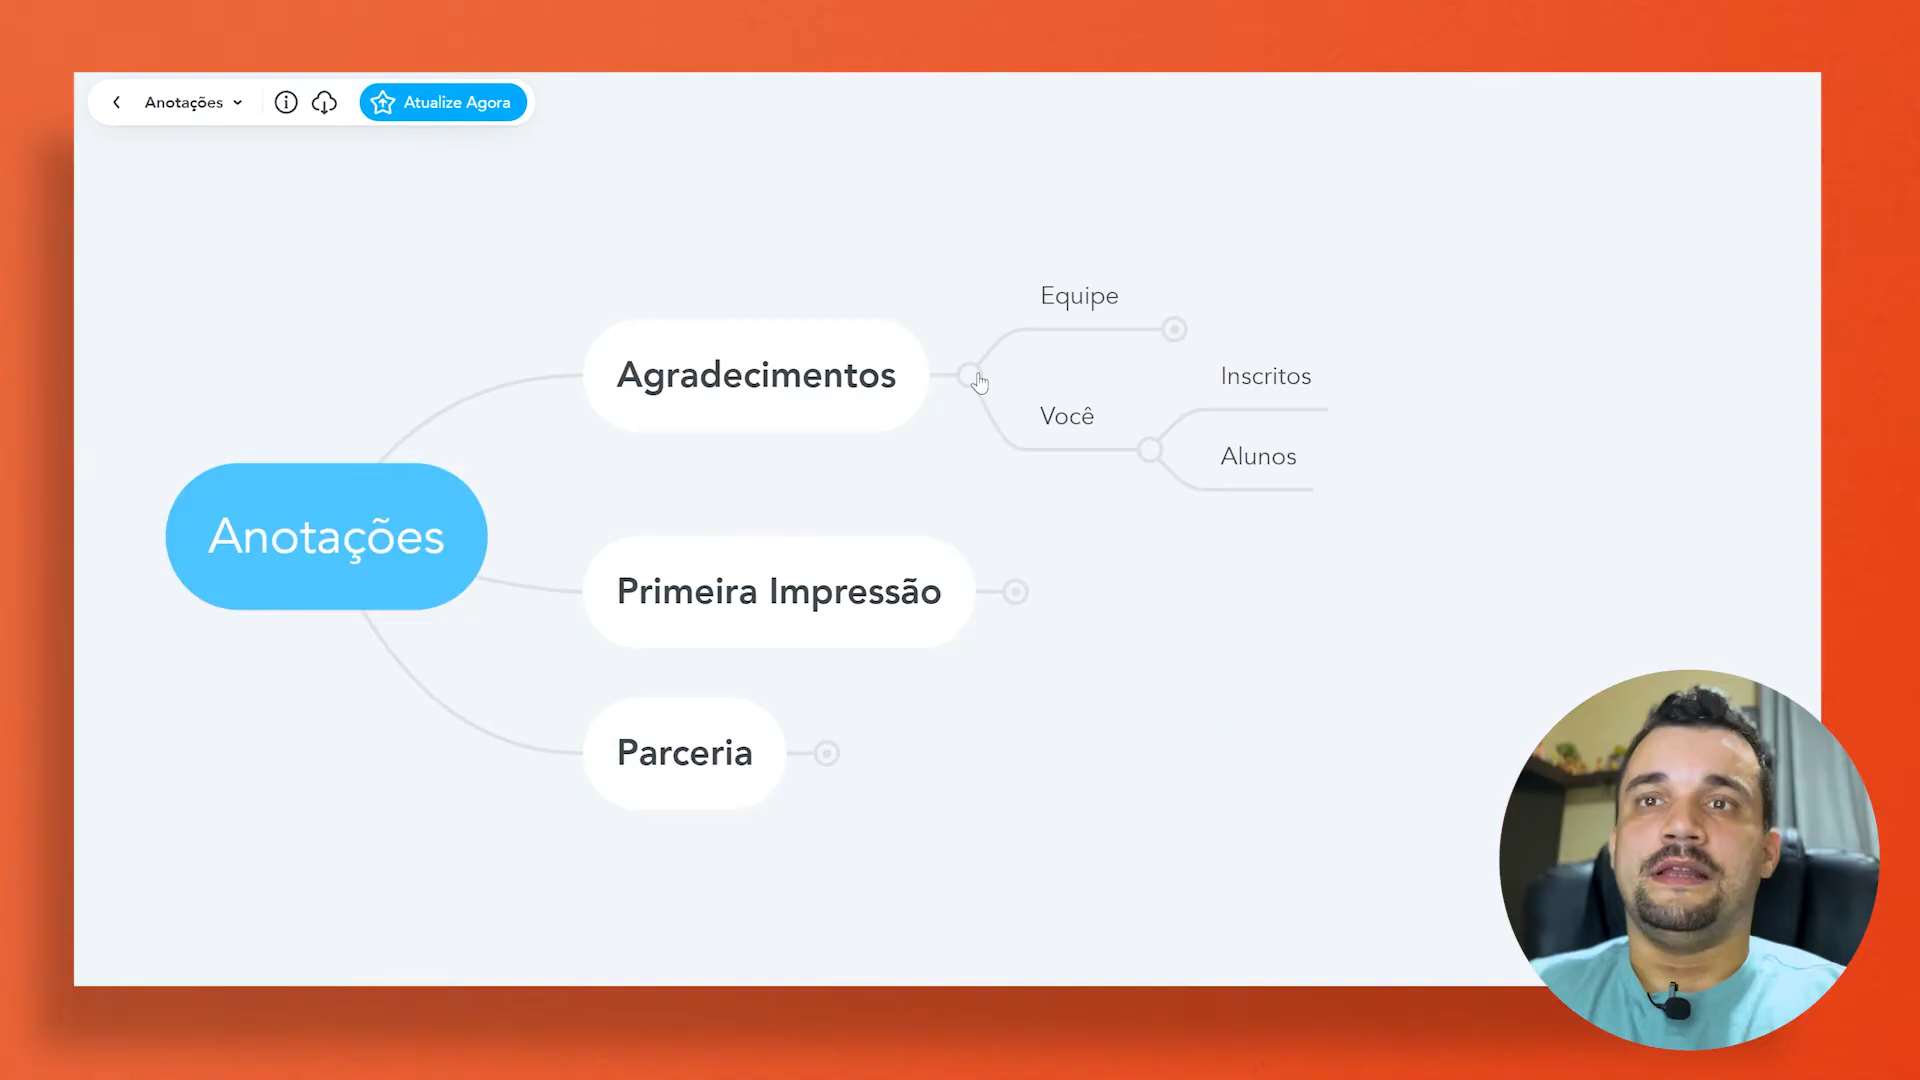 Anotações
Atualize Agora
Equipe
Agradecimentos
Inscritos
Você
Alunos
Anotações
Primeira Impressão
Parceria